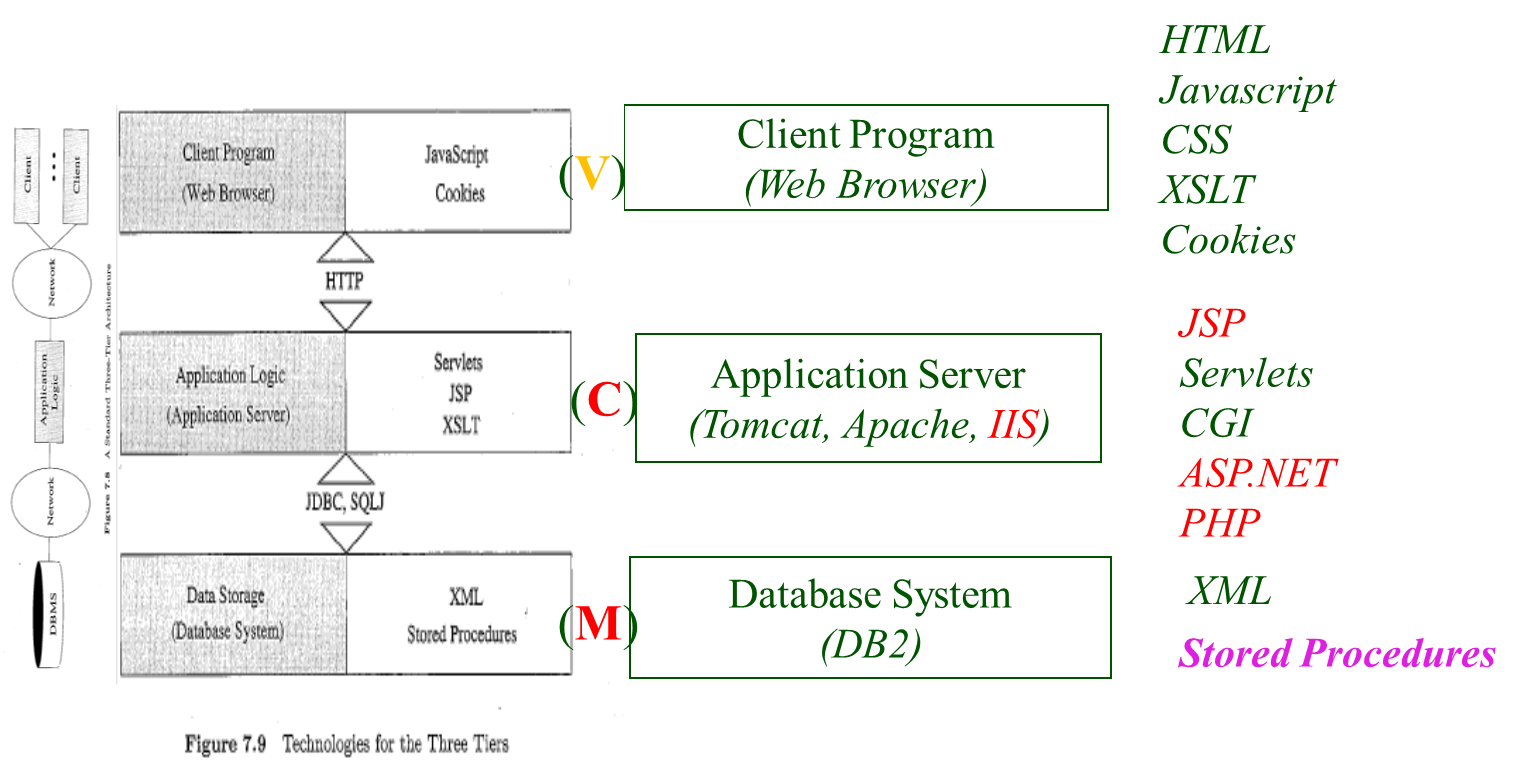 Client
...
Client
Network
Application
Logic
Network
DBMS
Figure 7.8 A Standard Three-Tier Architecture
Client Program
(Web Browser)
JavaScript
Cookies
HTTP
Application Logic
(Application Server)
Servlets
JSP
XSLT
JDBC, SQLJ
Data Storage
(Database System)
XML
Stored Procedures
Figure 7.9 Technologies for the Three Tiers
(V)
Client Program
(Web Browser)
HTML
Javascript
CSS
XSLT
Cookies
(C)
Application Server
(Tomcat, Apache, IIS)
JSP
Servlets
CGI
ASP.NET
PHP
(M)
Database System
(DB2)
XML
Stored Procedures